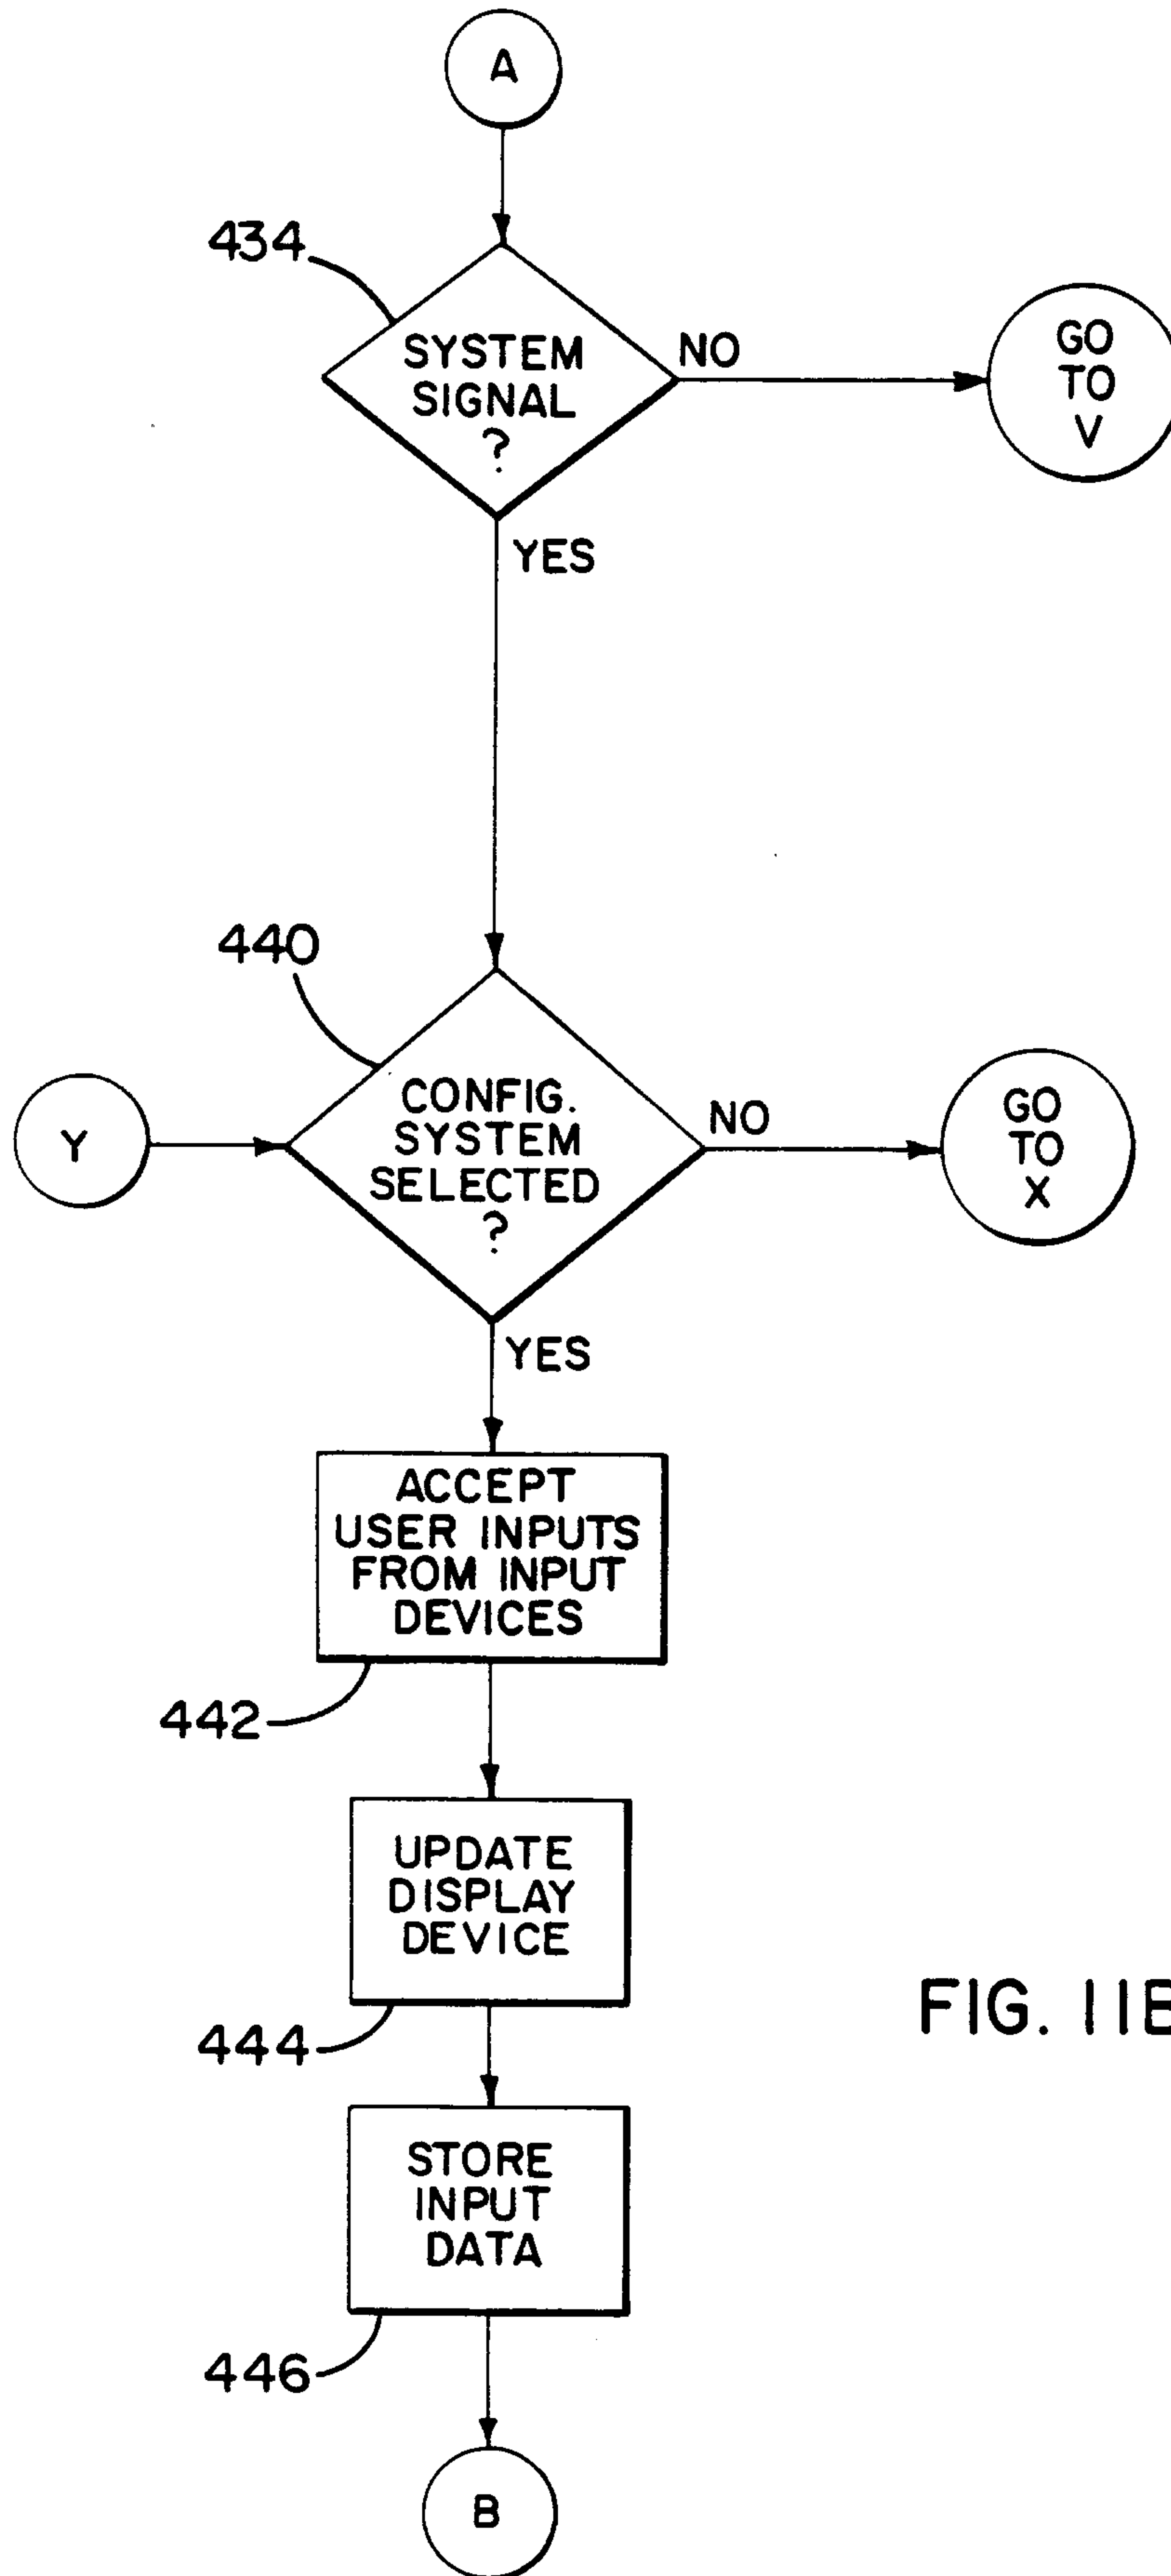 A
434
SYSTEM
SIGNAL
?
NO
GO
TO
V
YES
440
Y
CONFIG.
SYSTEM
SELECTED
?
NO
GO
TO
X
YES
ACCEPT
USER INPUTS
FROM INPUT
DEVICES
442
UPDATE
DISPLAY
DEVICE
444
FIG. 11B
STORE
INPUT
DATA
446
B